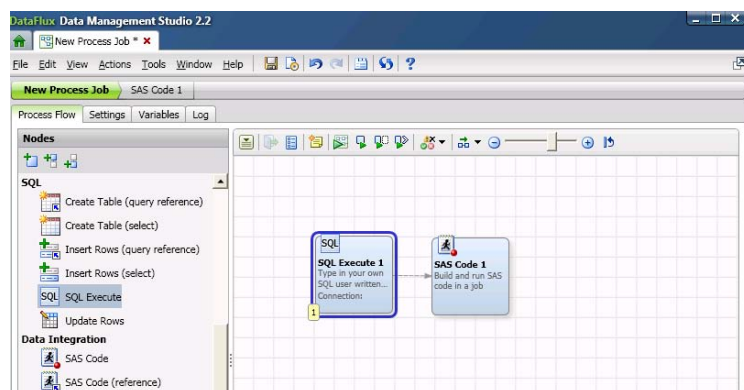 DataFlux Data Management Studio 2.2
New Process Job *
File Edit View Actions Tools Window Help
New Process Job SAS Code 1
Process Flow Settings Variables Log
Nodes
SQL
Create Table (query reference)
Create Table (select)
Insert Rows (query reference)
Insert Rows (select)
SQL SQL Execute
Update Rows
Data Integration
SAS Code
SAS Code (reference)
SQL
SQL Execute 1
Type in your own
SQL user written...
Connection:
1
SAS Code 1
Build and run SAS
code in a job